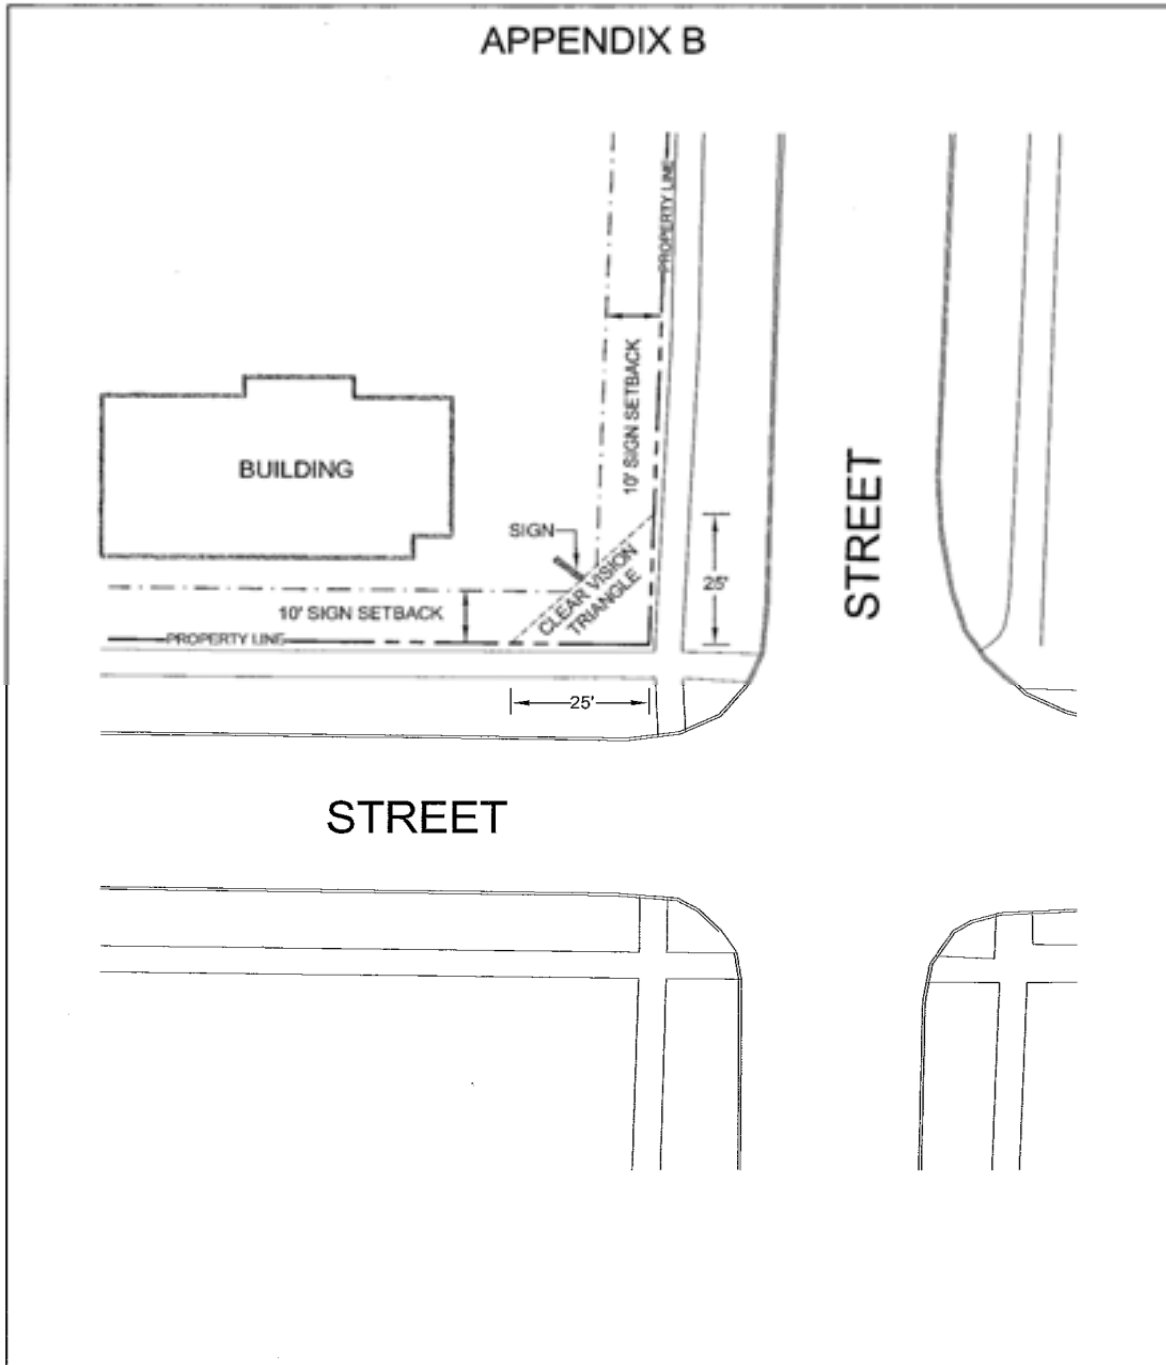 APPENDIX B
PROPERTY LINE
10' SIGN SETBACK
BUILDING
STREET
SIGN
CLEAR VISION
TRIANGLE
25'
10' SIGN SETBACK
PROPERTY LINE
25'
STREET